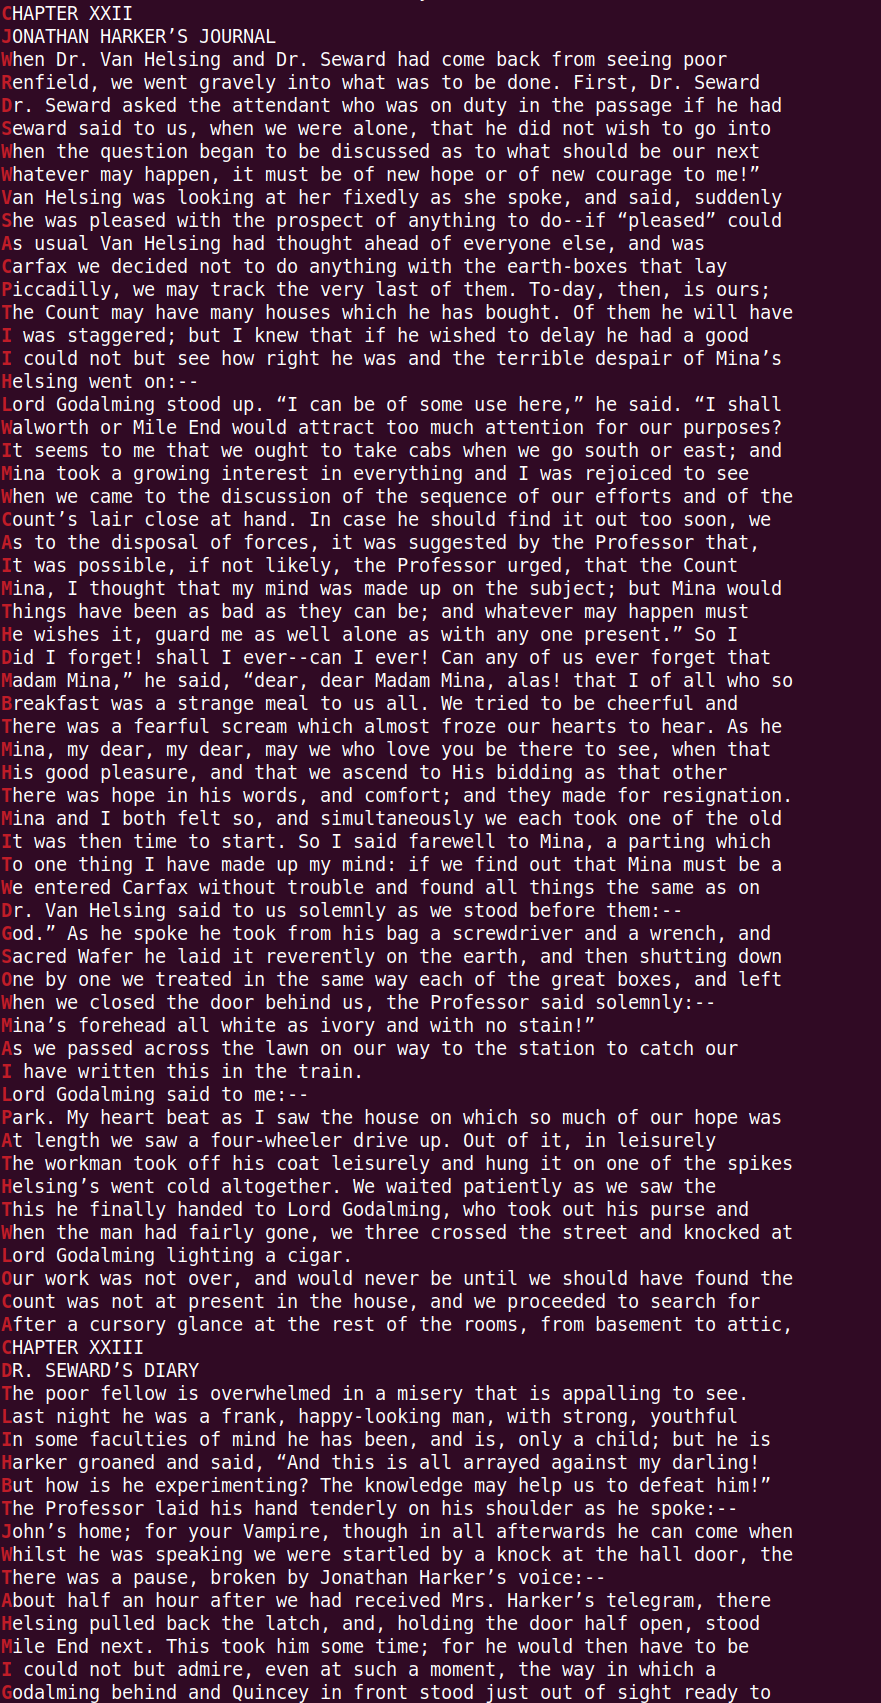 CHAPTER XXII
JONATHAN HARKER’S JOURNAL
When Dr. Van Helsing and Dr. Seward had come back from seeing poor
Renfield, we went gravely into what was to be done. First, Dr. Seward
Dr. Seward asked the attendant who was on duty in the passage if he had
Seward said to us, when we were alone, that he did not wish to go into
When the question began to be discussed as to what should be our next
Whatever may happen, it must be of new hope or of new courage to me!”
Van Helsing was looking at her fixedly as she spoke, and said, suddenly
She was pleased with the prospect of anything to do--if “pleased” could
As usual Van Helsing had thought ahead of everyone else, and was
Carfax we decided not to do anything with the earth-boxes that lay
Piccadilly, we may track the very last of them. To-day, then, is ours;
The Count may have many houses which he has bought. Of them he will have
I was staggered; but I knew that if he wished to delay he had a good
I could not but see how right he was and the terrible despair of Mina’s
Helsing went on:--
Lord Godalming stood up. “I can be of some use here,” he said. “I shall
Walworth or Mile End would attract too much attention for our purposes?
It seems to me that we ought to take cabs when we go south or east; and
Mina took a growing interest in everything and I was rejoiced to see
When we came to the discussion of the sequence of our efforts and of the
Count’s lair close at hand. In case he should find it out too soon, we
As to the disposal of forces, it was suggested by the Professor that,
It was possible, if not likely, the Professor urged, that the Count
Mina, I thought that my mind was made up on the subject; but Mina would
Things have been as bad as they can be; and whatever may happen must
He wishes it, guard me as well alone as with any one present.” So I
Did I forget! shall I ever--can I ever! Can any of us ever forget that
Madam Mina,” he said, “dear, dear Madam Mina, alas! that I of all who so
Breakfast was a strange meal to us all. We tried to be cheerful and
There was a fearful scream which almost froze our hearts to hear. As he
Mina, my dear, my dear, may we who love you be there to see, when that
His good pleasure, and that we ascend to His bidding as that other
There was hope in his words, and comfort; and they made for resignation.
Mina and I both felt so, and simultaneously we each took one of the old
It was then time to start. So I said farewell to Mina, a parting which
To one thing I have made up my mind: if we find out that Mina must be a
We entered Carfax without trouble and found all things the same as on
Dr. Van Helsing said to us solemnly as we stood before them:--
God.” As he spoke he took from his bag a screwdriver and a wrench, and
Sacred Wafer he laid it reverently on the earth, and then shutting down
One by one we treated in the same way each of the great boxes, and left
When we closed the door behind us, the Professor said solemnly:--
Mina’s forehead all white as ivory and with no stain!”
As we passed across the lawn on our way to the station to catch our
I have written this in the train.
Lord Godalming said to me:--
Park. My heart beat as I saw the house on which so much of our hope was
At length we saw a four-wheeler drive up. Out of it, in leisurely
The workman took off his coat leisurely and hung it on one of the spikes
Helsing’s went cold altogether. We waited patiently as we saw the
This he finally handed to Lord Godalming, who took out his purse and
When the man had fairly gone, we three crossed the street and knocked at
Lord Godalming lighting a cigar.
Our work was not over, and would never be until we should have found the
Count was not at present in the house, and we proceeded to search for
After a cursory glance at the rest of the rooms, from basement to attic,
CHAPTER XXIII
DR. SEWARD’S DIARY
The poor fellow is overwhelmed in a misery that is appalling to see.
Last night he was a frank, happy-looking man, with strong, youthful
In some faculties of mind he has been, and is, only a child; but he is
Harker groaned and said, “And this is all arrayed against my darling!
But how is he experimenting? The knowledge may help us to defeat him!”
The Professor laid his hand tenderly on his shoulder as he spoke:--
John’s home; for your Vampire, though in all afterwards he can come when
Whilst he was speaking we were startled by a knock at the hall door, the
There was a pause, broken by Jonathan Harker’s voice:--
About half an hour after we had received Mrs. Harker’s telegram, there
Helsing pulled back the latch, and, holding the door half open, stood
Mile End next. This took him some time; for he would then have to be
I could not but admire, even at such a moment, the way in which a
Godalming behind and Quincey in front stood just out of sight ready to